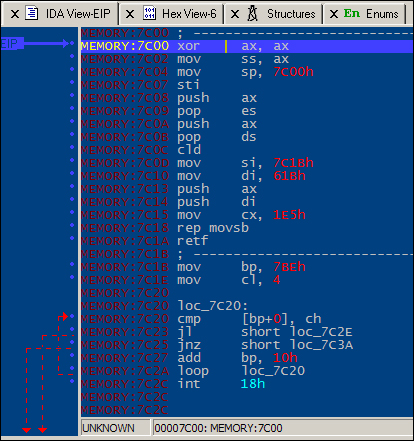 IDA View-EIP Hex View-6 Structures En Enums
MEMORY:7C00 ; ---------------------
EIP MEMORY:7C00 xor ax, ax
MEMORY:7C02 mov ss, ax
MEMORY:7C04 mov sp, 7C00h
MEMORY:7C07 sti
MEMORY:7C08 push ax
MEMORY:7C09 pop es
MEMORY:7C0A push ax
MEMORY:7C0B pop ds
MEMORY:7C0C cld
MEMORY:7C0D mov si, 7C1Bh
MEMORY:7C10 mov di, 61Bh
MEMORY:7C13 push ax
MEMORY:7C14 push di
MEMORY:7C15 mov cx, 1E5h
MEMORY:7C18 rep movsb
MEMORY:7C1A retf
MEMORY:7C1B ; ---------------------
MEMORY:7C1B mov bp, 7BEh
MEMORY:7C1E mov cl, 4
MEMORY:7C20
MEMORY:7C20 loc_7C20:
MEMORY:7C20 cmp [bp+0], ch
MEMORY:7C23 jl short loc_7C2E
MEMORY:7C25 jnz short loc_7C3A
MEMORY:7C27 add bp, 10h
MEMORY:7C2A loop loc_7C20
MEMORY:7C2C int 18h
UNKNOWN 00007C00: MEMORY:7C00